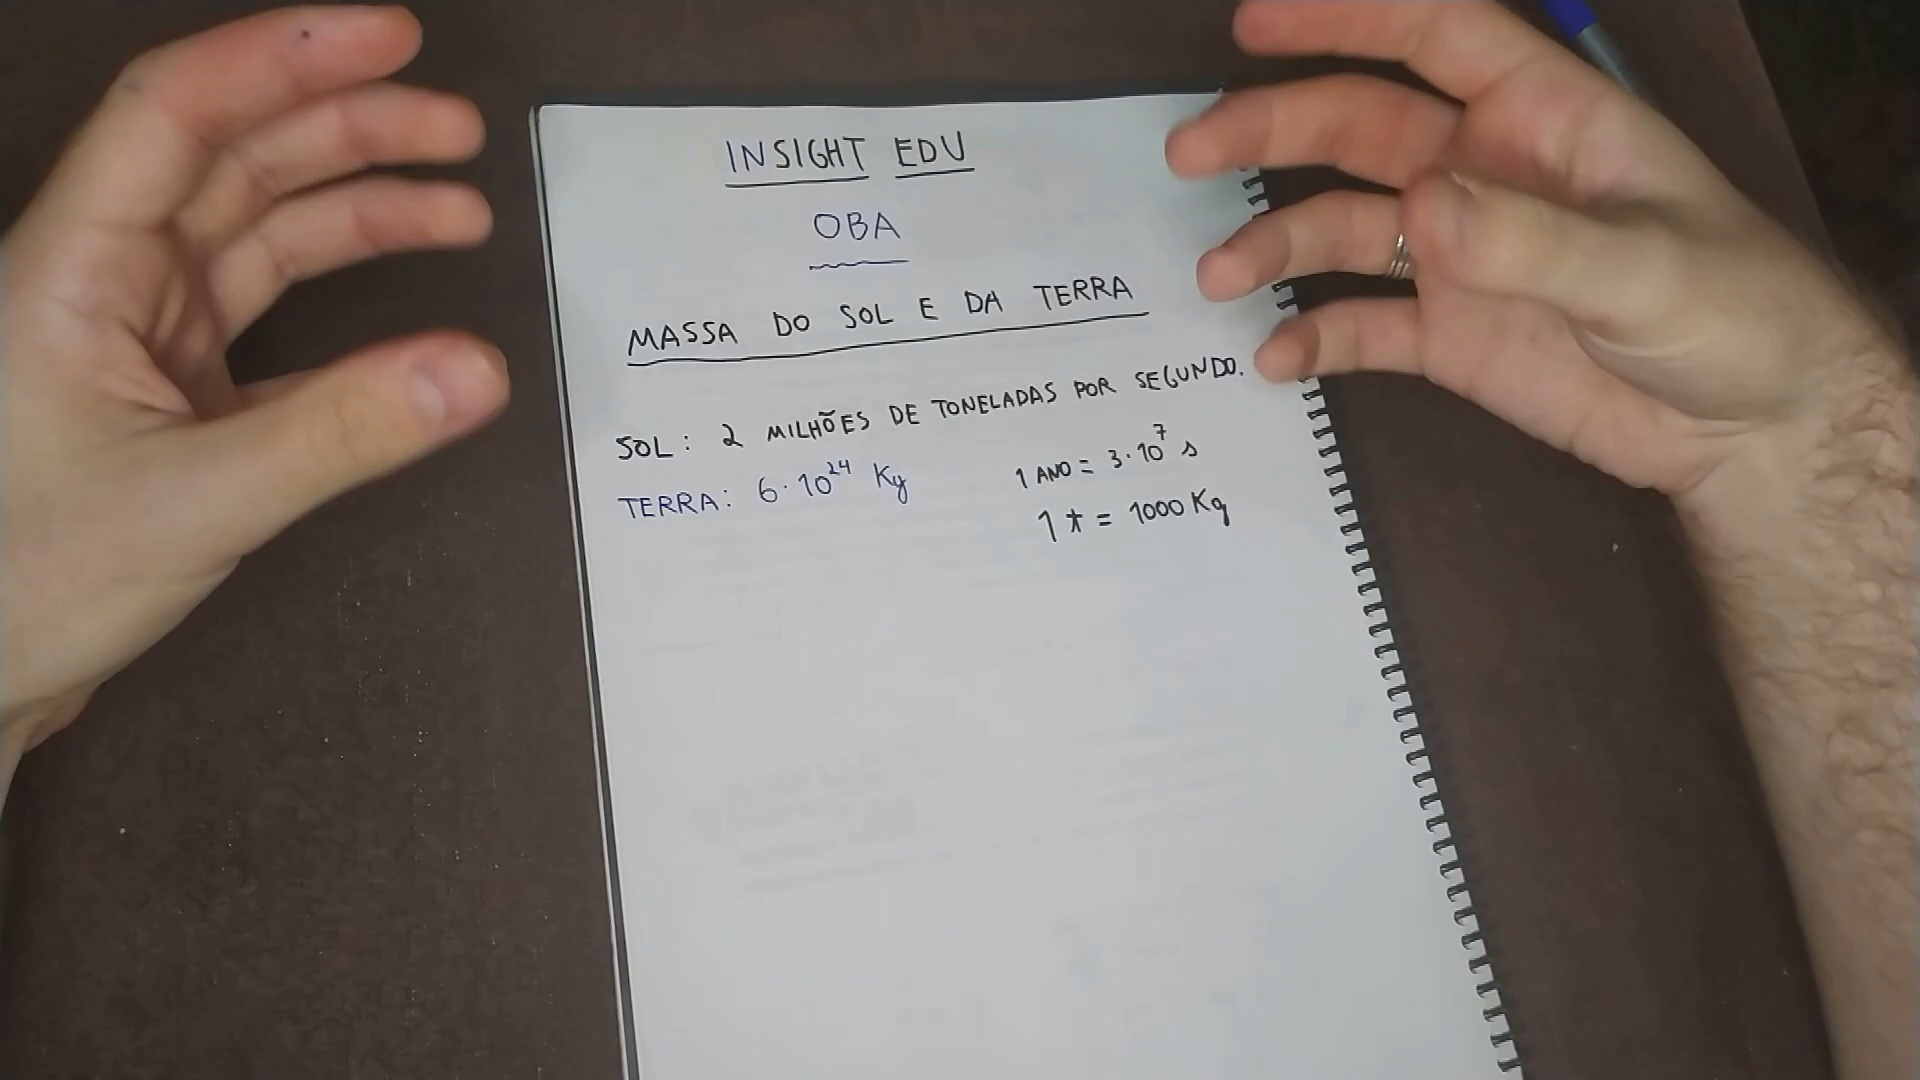 INSIGHT EDU
OBA
MASSA DO SOL E DA TERRA
SOL: 2 MILHÕES DE TONELADAS POR SEGUNDO.
TERRA: 6·10²⁴ Kg
1 ANO = 3·10⁷ s
1 t = 1000 Kg